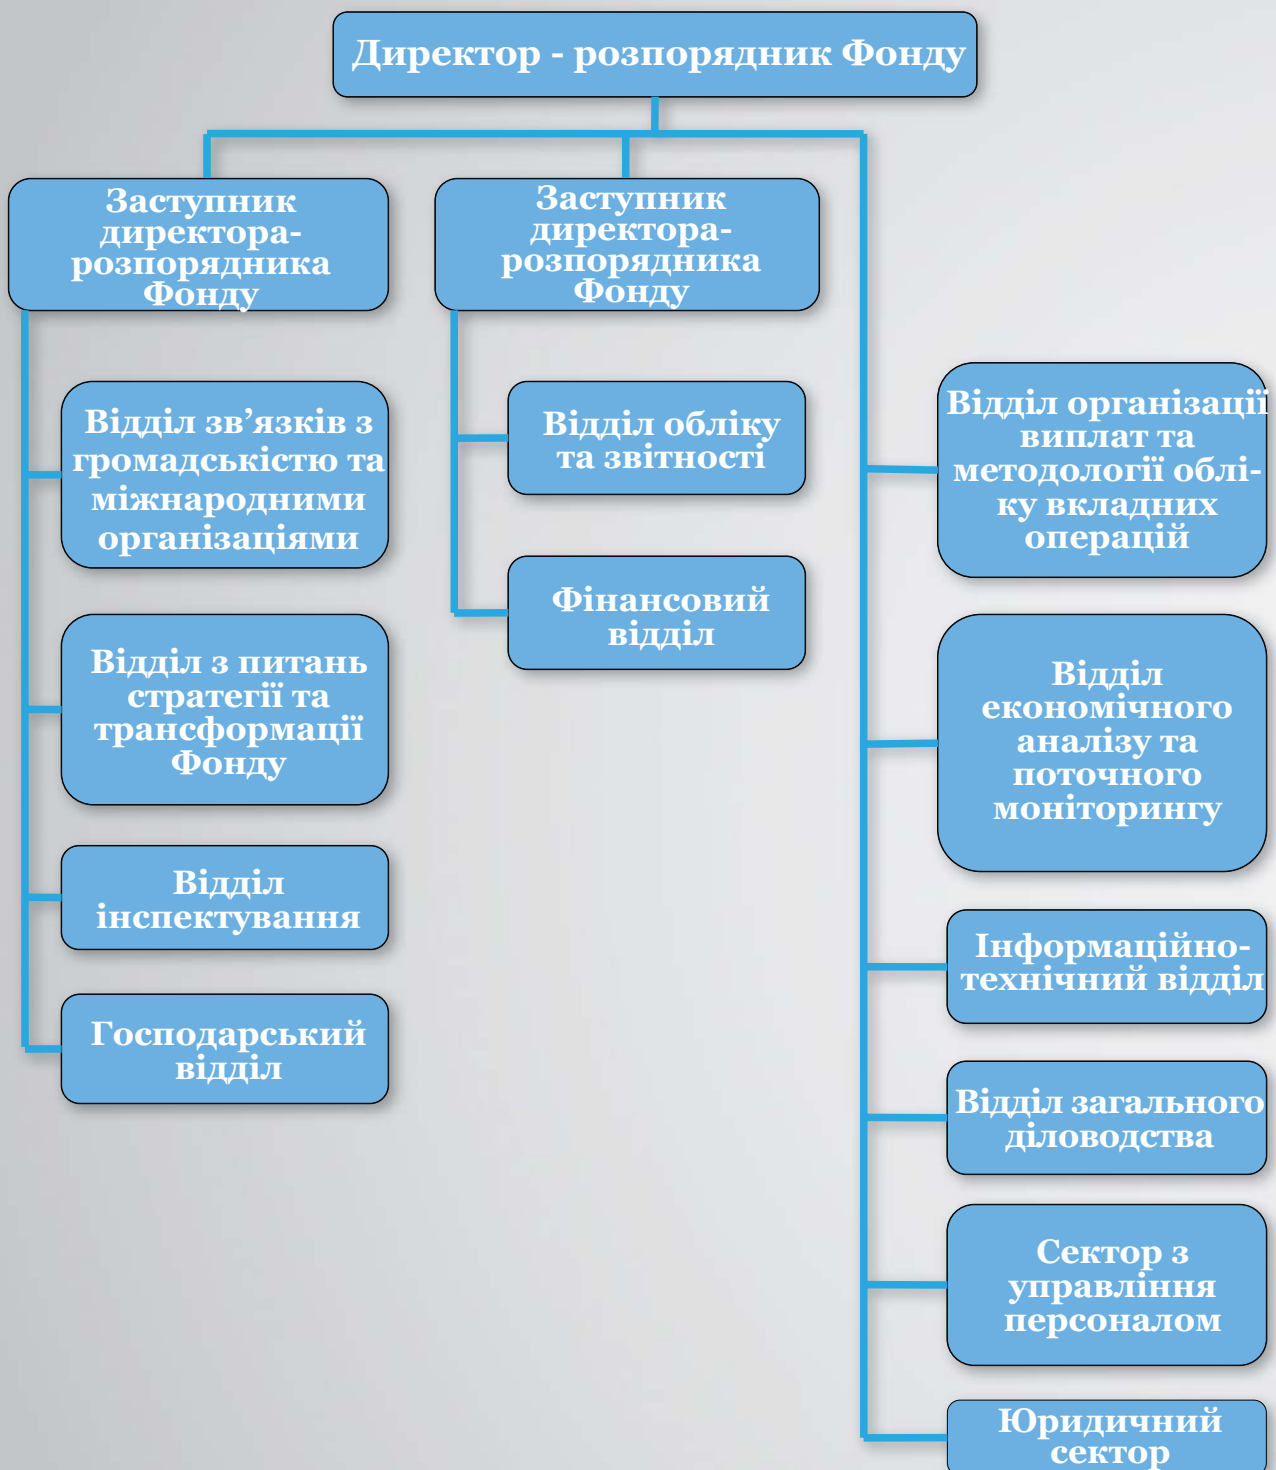 Директор - розпорядник Фонду
Заступник
директора-
розпорядника
Фонду
Відділ зв’язків з
громадськістю та
міжнародними
організаціями
Відділ з питань
стратегії та
трансформації
Фонду
Відділ
інспектування
Господарський
відділ
Заступник
директора-
розпорядника
Фонду
Відділ обліку
та звітності
Фінансовий
відділ
Відділ організації
виплат та
методології облі-
ку вкладних
операцій
Відділ
економічного
аналізу та
поточного
моніторингу
Інформаційно-
технічний відділ
Відділ загального
діловодства
Сектор з
управління
персоналом
Юридичний
сектор